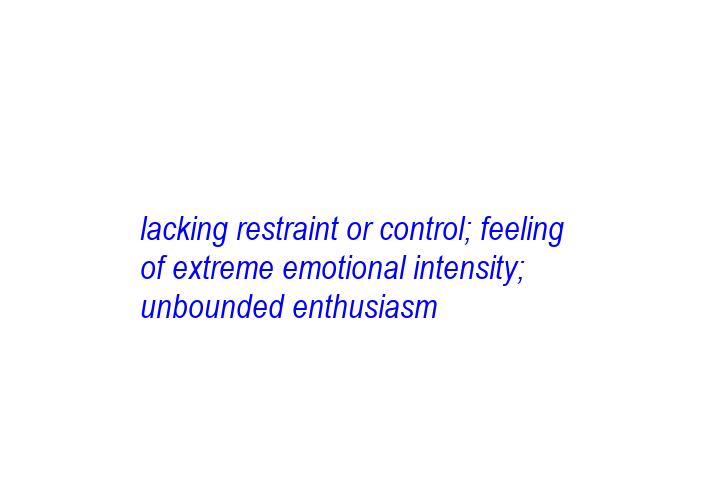 lacking restraint or control; feeling
of extreme emotional intensity;
unbounded enthusiasm